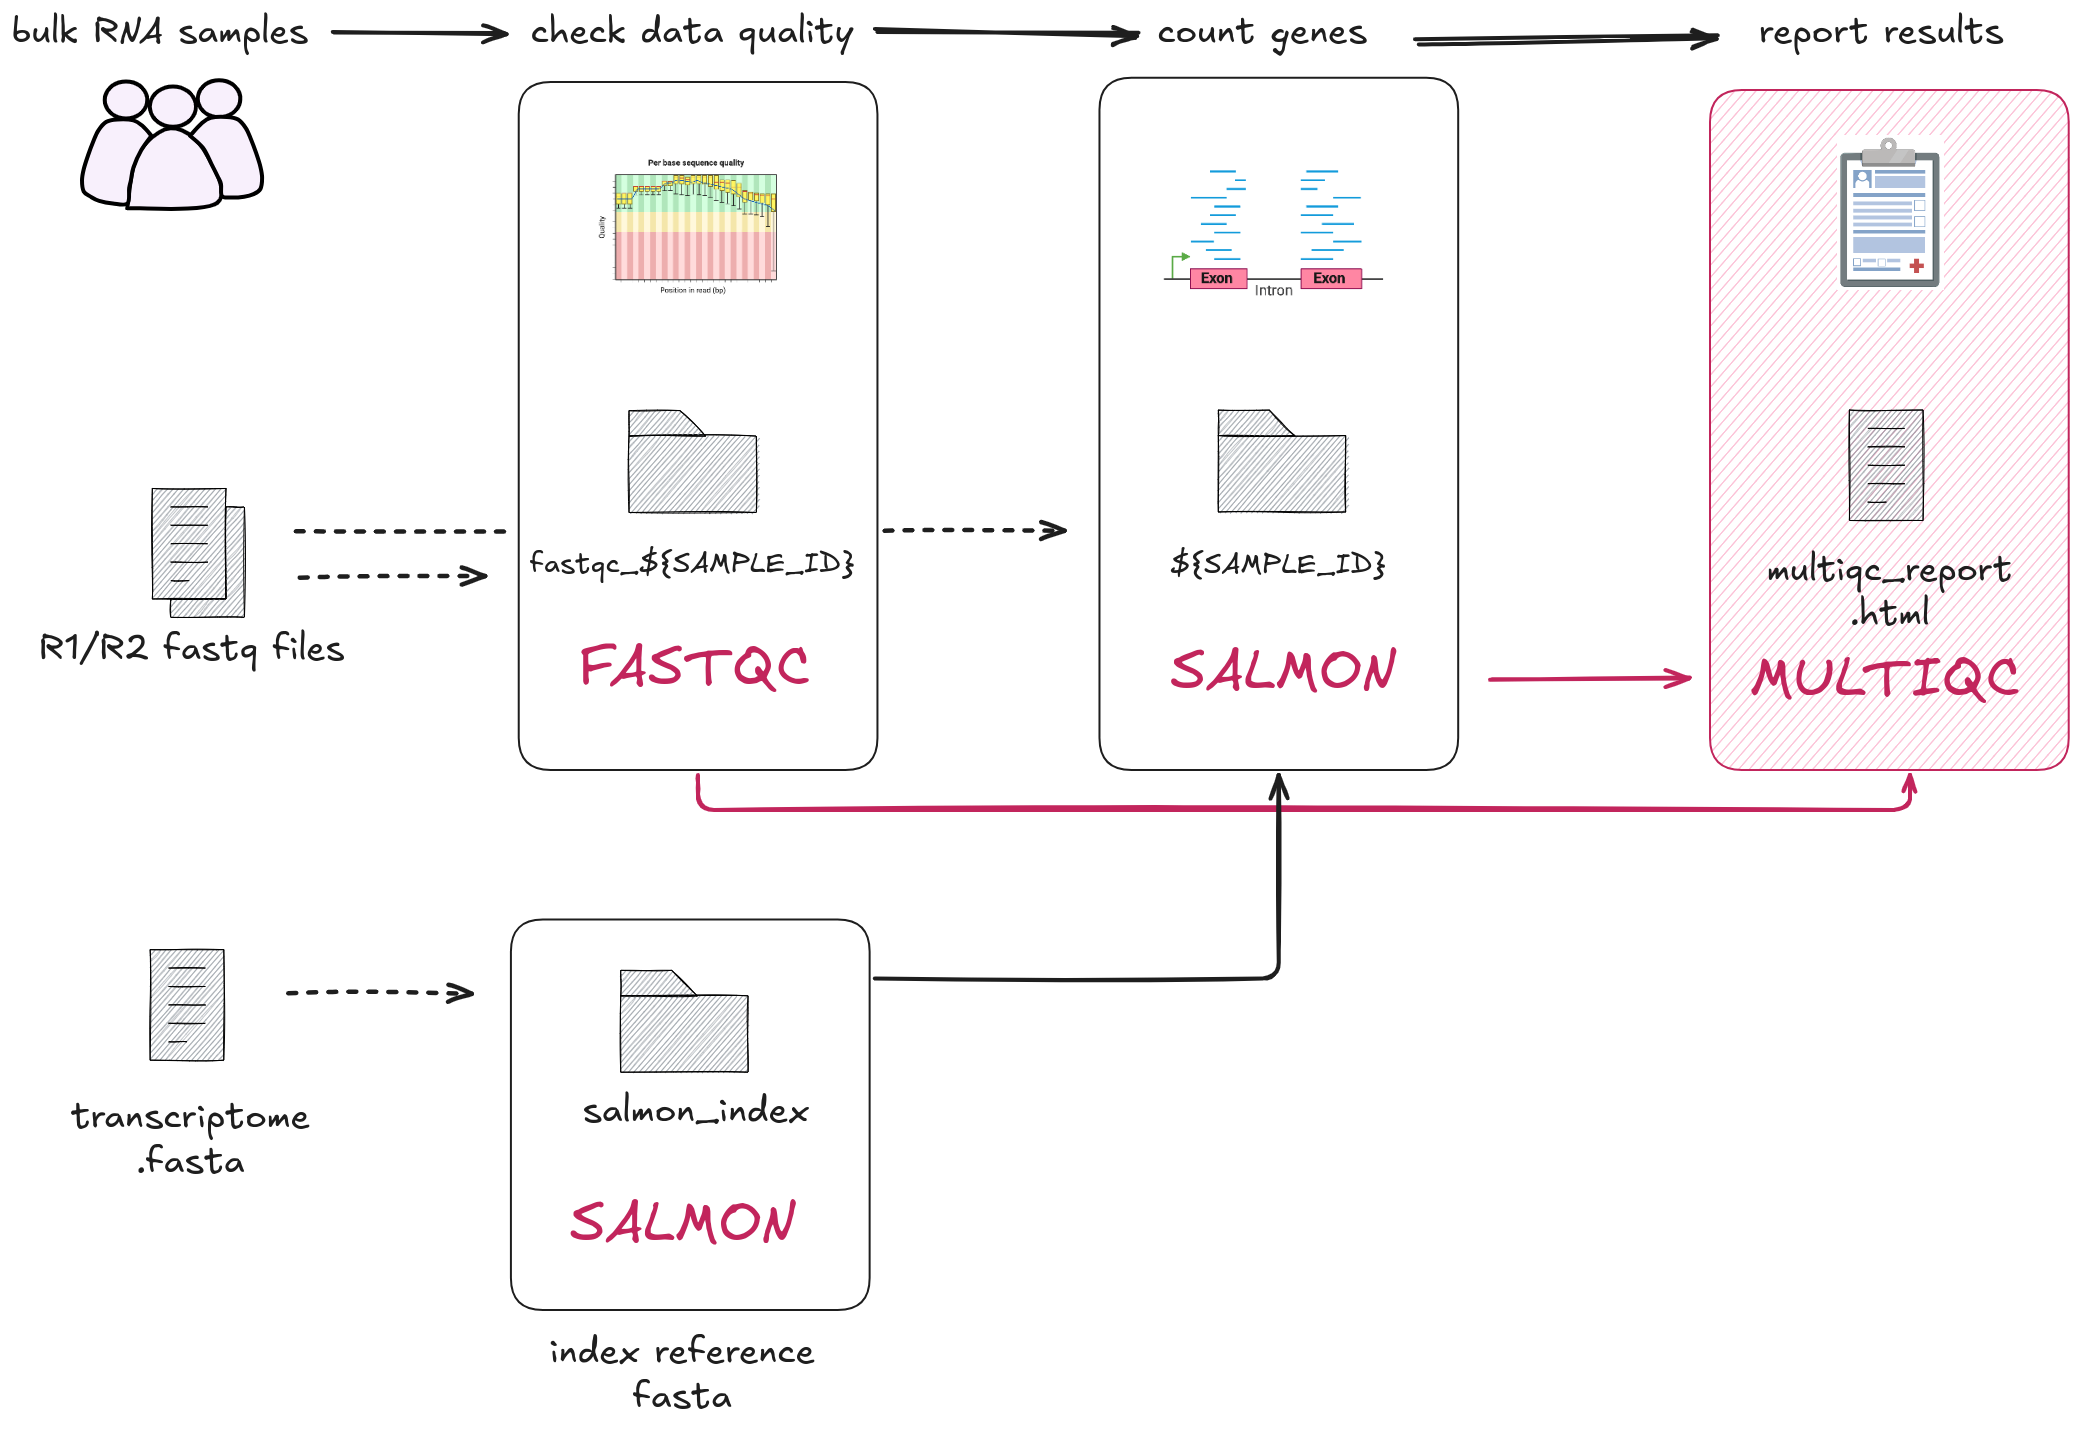 bulk RNA samples
check data quality
count genes
report results
Per base sequence quality
Quality
Position in read (bp)
Exon
Exon
Intron
R1/R2 fastq files
fastqc_${SAMPLE_ID}
FASTQC
${SAMPLE_ID}
SALMON
multiqc_report
.html
MULTIQC
transcriptome
.fasta
salmon_index
SALMON
index reference
fasta